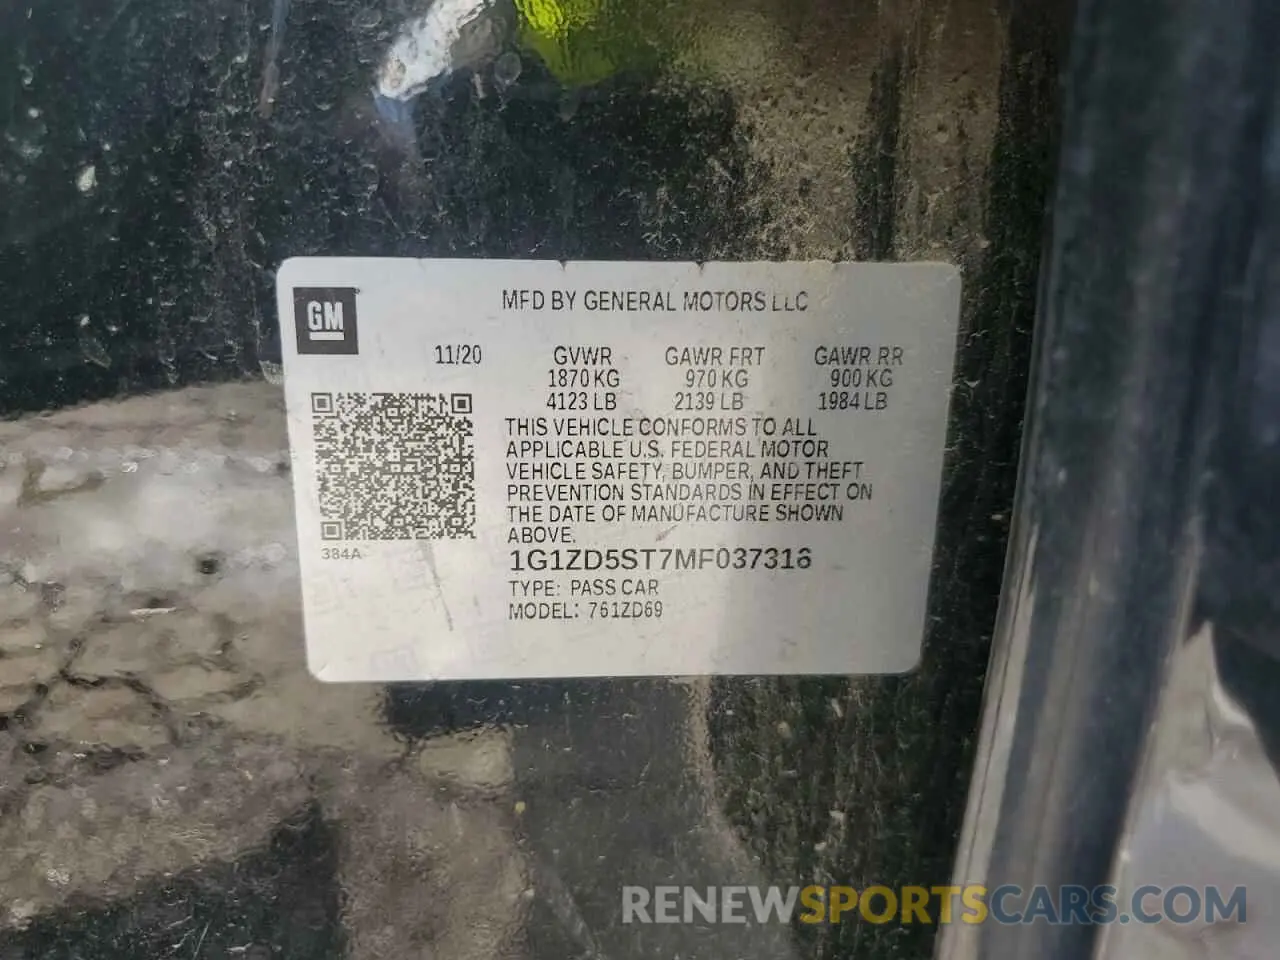 MFD BY GENERAL MOTORS LLC
GM
11/20 GVWR GAWR FRT GAWR RR
1870 KG 970 KG 900 KG
4123 LB 2139 LB 1984 LB
THIS VEHICLE CONFORMS TO ALL
APPLICABLE U.S. FEDERAL MOTOR
VEHICLE SAFETY, BUMPER, AND THEFT
PREVENTION STANDARDS IN EFFECT ON
THE DATE OF MANUFACTURE SHOWN
ABOVE.
384A
1G1ZD5ST7MF037316
TYPE: PASS CAR
MODEL: 761ZD69
RENEWSPORTSCARS.COM